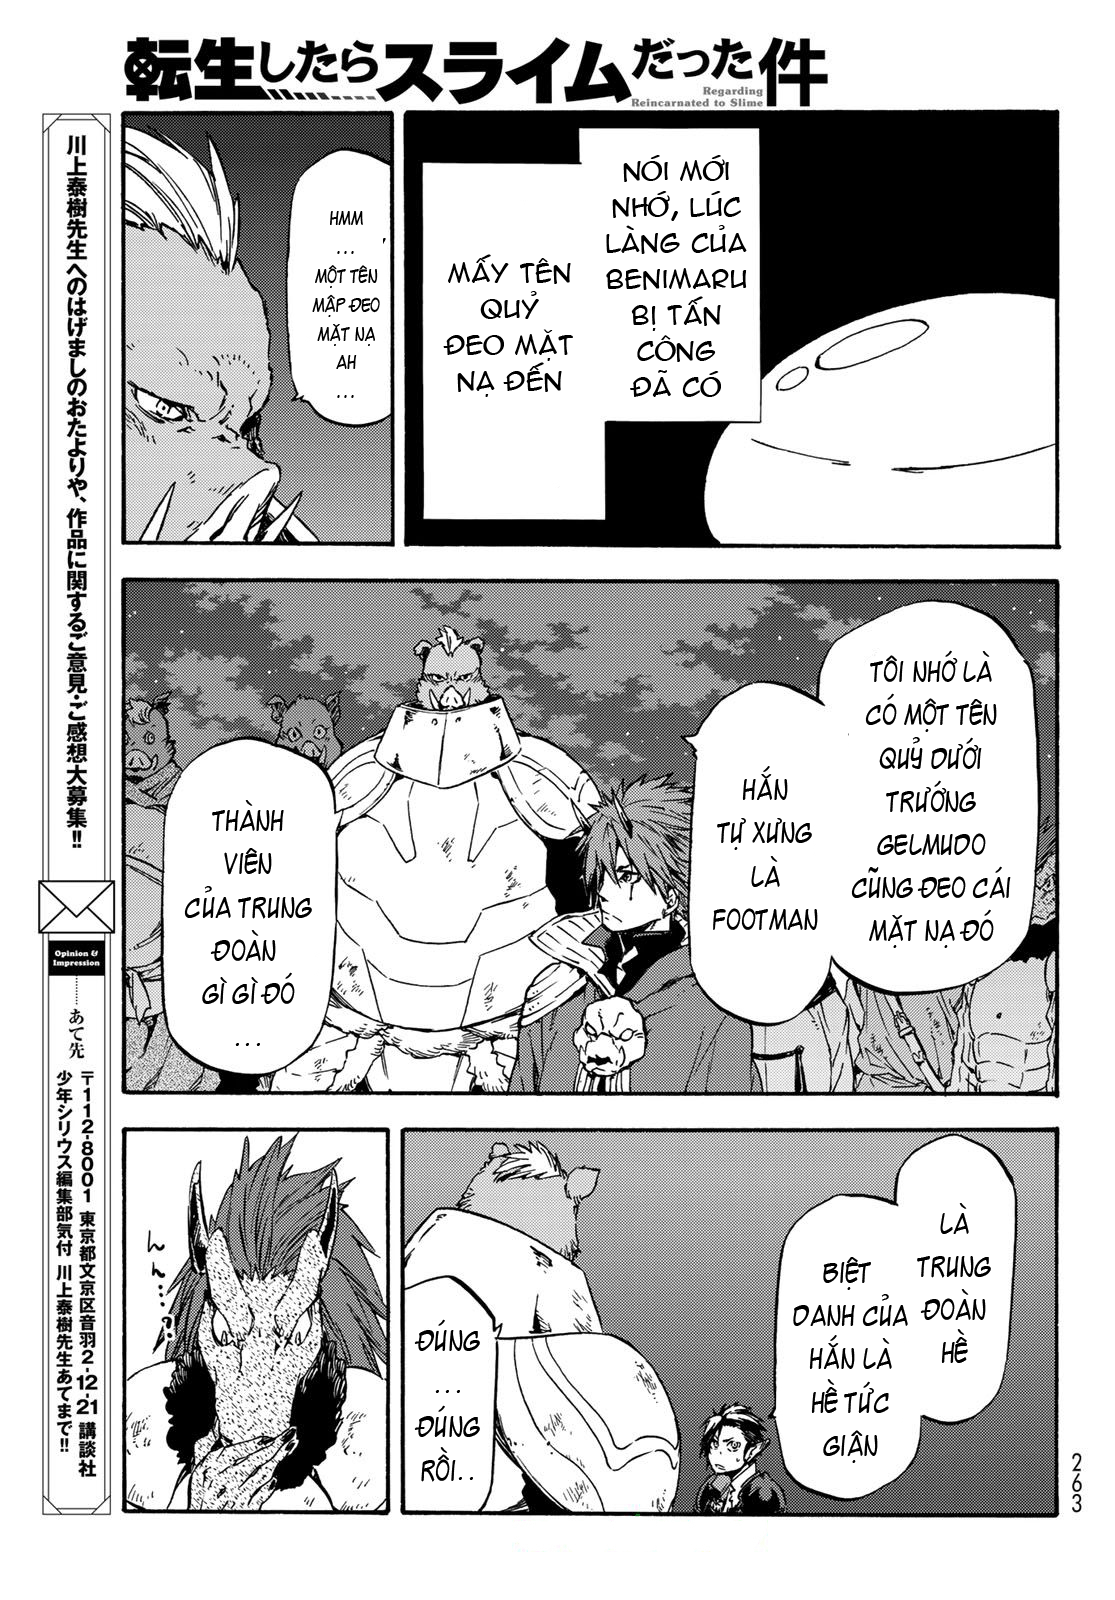 転生したらスライムだった件
Regarding
Reincarnated to Slime
NÓI MỚI
NHỚ, LÚC
LÀNG CỦA
BENIMARU
BỊ TẤN
CÔNG
ĐÃ CÓ
MẤY TÊN
QUỶ
ĐEO MẶT
NẠ ĐẾN
HMM
...
MỘT TÊN
MẬP ĐEO
MẶT NẠ
AH
...
TÔI NHỚ LÀ
CÓ MỘT TÊN
QUỶ DƯỚI
TRƯỚNG
GELMUDO
CŨNG ĐEO CÁI
MẶT NẠ ĐÓ
HẮN
TỰ XƯNG
LÀ
FOOTMAN
THÀNH
VIÊN
CỦA TRUNG
ĐOÀN
GÌ GÌ ĐÓ
...
LÀ
TRUNG
ĐOÀN
HỀ
BIỆT
DANH CỦA
HẮN LÀ
HỀ TỨC
GIẬN
ĐÚNG
...
ĐÚNG
RỒI..
んん…?
川上泰樹先生へのはげましのおたよりや、作品に関するご意見・ご感想大募集!!
Opinion &
Impression
………あて先
〒112-8001 東京都文京区音羽2-12-21 講談社
少年シリウス編集部気付 川上泰樹先生あてまで!!
263